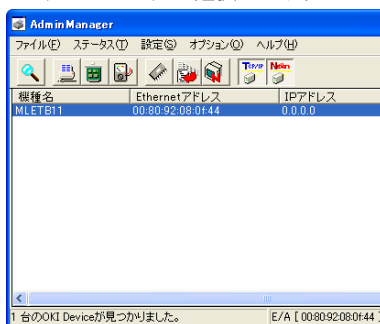 AdminManager
ファイル(F) ステータス(T) 設定(S) オプション(O) ヘルプ(H)
TCP/IP
機種名 Ethernetアドレス IPアドレス
MLETB11 00:80:92:08:0f:44 0.0.0.0
1 台のOKI Deviceが見つかりました。 E/A [ 00:80:92:08:0f:44 ]